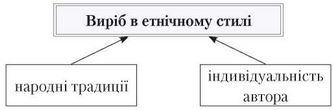 Виріб в етнічному стилі
народні традиції
індивідуальність
автора